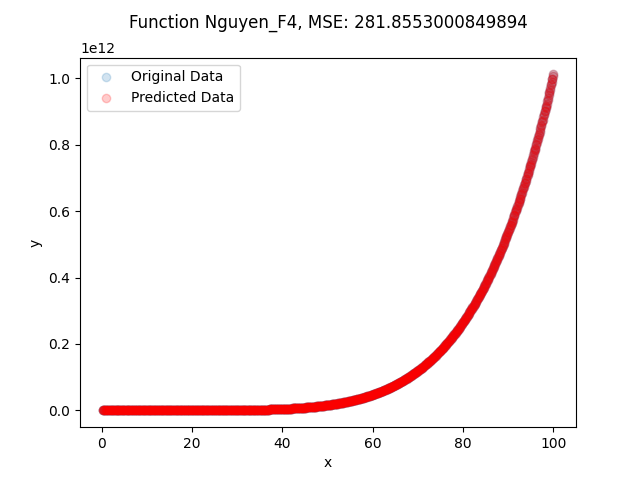 Function Nguyen_F4, MSE: 281.8553000849894
1e12
Original Data
Predicted Data
1.0
0.8
0.6
0.4
0.2
0.0
y
0 20 40 60 80 100
x